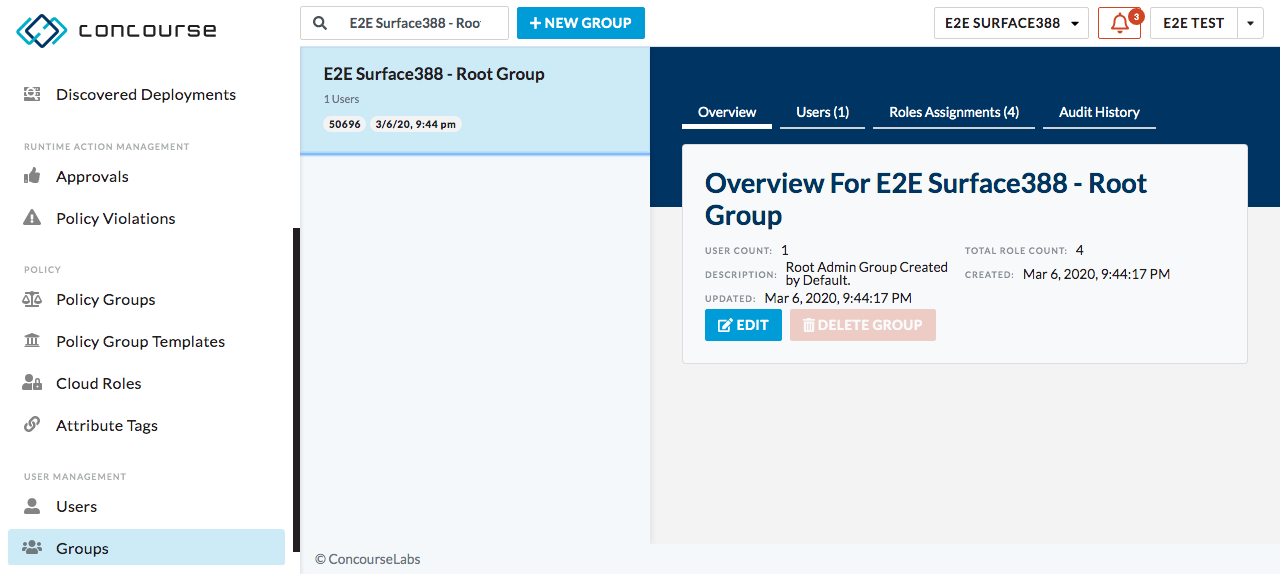 concourse
E2E Surface388 - Roo
+ NEW GROUP
E2E SURFACE388
3
E2E TEST
Discovered Deployments
RUNTIME ACTION MANAGEMENT
Approvals
Policy Violations
POLICY
Policy Groups
Policy Group Templates
Cloud Roles
Attribute Tags
USER MANAGEMENT
Users
Groups
E2E Surface388 - Root Group
1 Users
50696 3/6/20, 9:44 pm
Overview Users (1) Roles Assignments (4) Audit History
Overview For E2E Surface388 - Root
Group
USER COUNT: 1
TOTAL ROLE COUNT: 4
DESCRIPTION: Root Admin Group Created
by Default.
CREATED: Mar 6, 2020, 9:44:17 PM
UPDATED: Mar 6, 2020, 9:44:17 PM
EDIT
DELETE GROUP
© ConcourseLabs